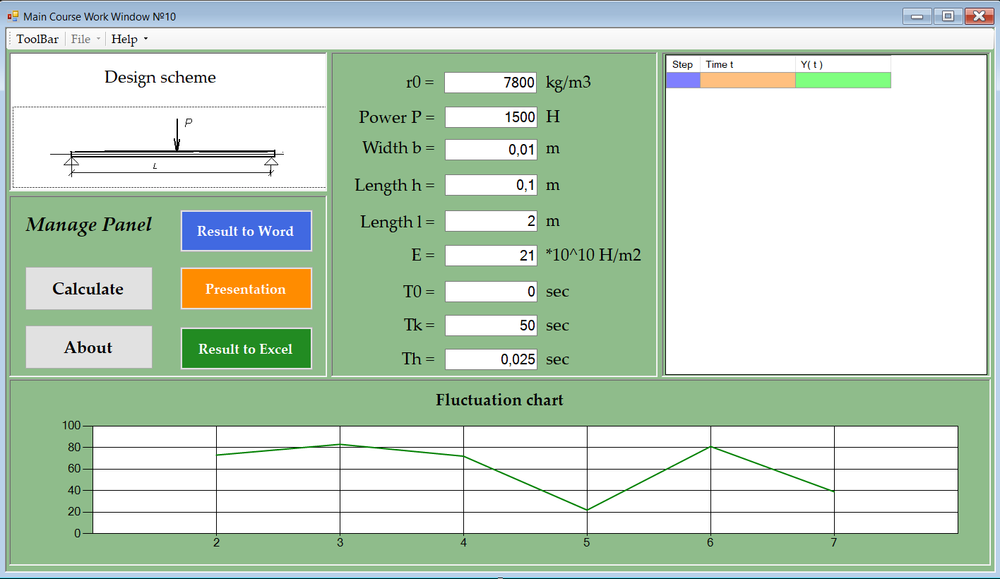 Main Course Work Window №10
ToolBar File Help
Design scheme
P
L
Manage Panel
Result to Word
Calculate
Presentation
About
Result to Excel
r0 = 7800 kg/m3
Power P = 1500 H
Width b = 0,01 m
Length h = 0,1 m
Length l = 2 m
E = 21 *10^10 H/m2
T0 = 0 sec
Tk = 50 sec
Th = 0,025 sec
Step Time t Y( t )
Fluctuation chart
100
80
60
40
20
0
2 3 4 5 6 7